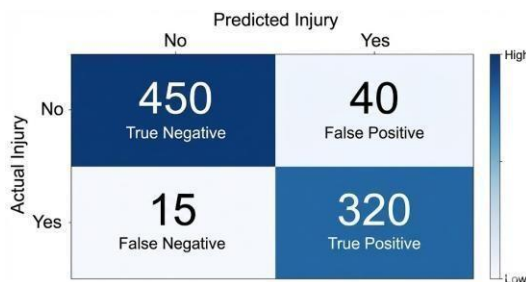 Predicted Injury
No
Yes
High
Actual Injury
No
450
True Negative
40
False Positive
Yes
15
False Negative
320
True Positive
Low